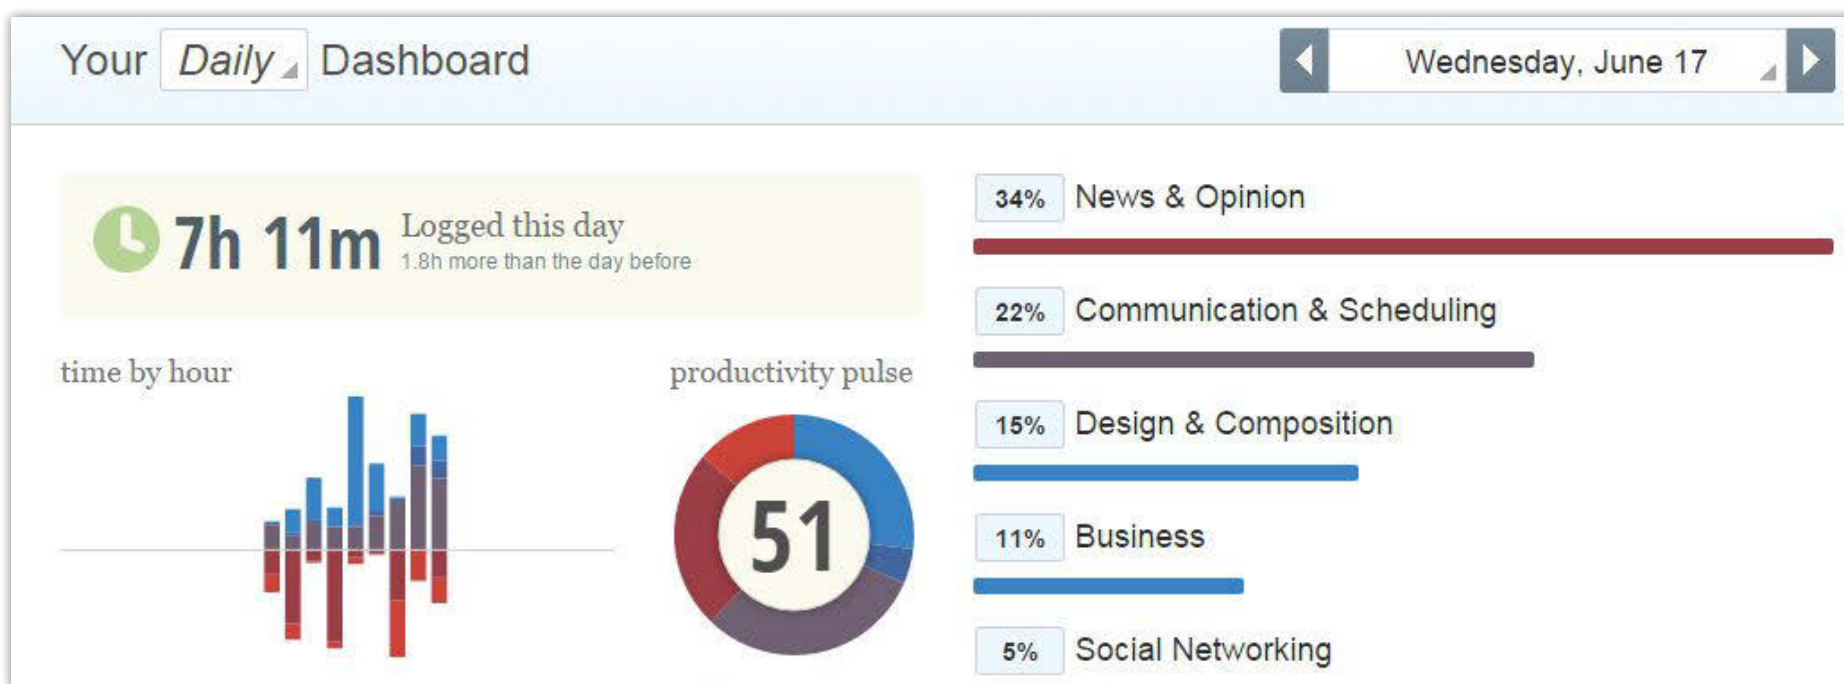 Your Daily Dashboard
Wednesday, June 17
7h 11m
Logged this day
1.8h more than the day before
time by hour
productivity pulse
51
34% News & Opinion
22% Communication & Scheduling
15% Design & Composition
11% Business
5% Social Networking